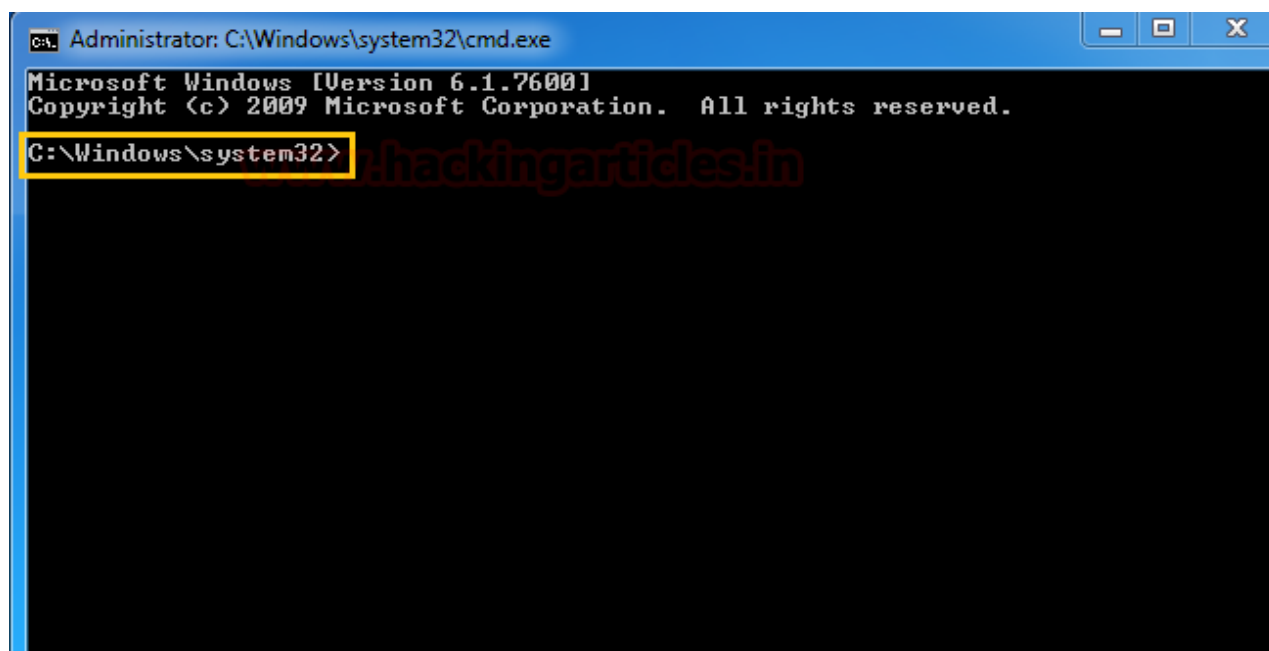 Administrator: C:\Windows\system32\cmd.exe
Microsoft Windows [Version 6.1.7600]
Copyright (c) 2009 Microsoft Corporation.  All rights reserved.
C:\Windows\system32>
www.hackingarticles.in